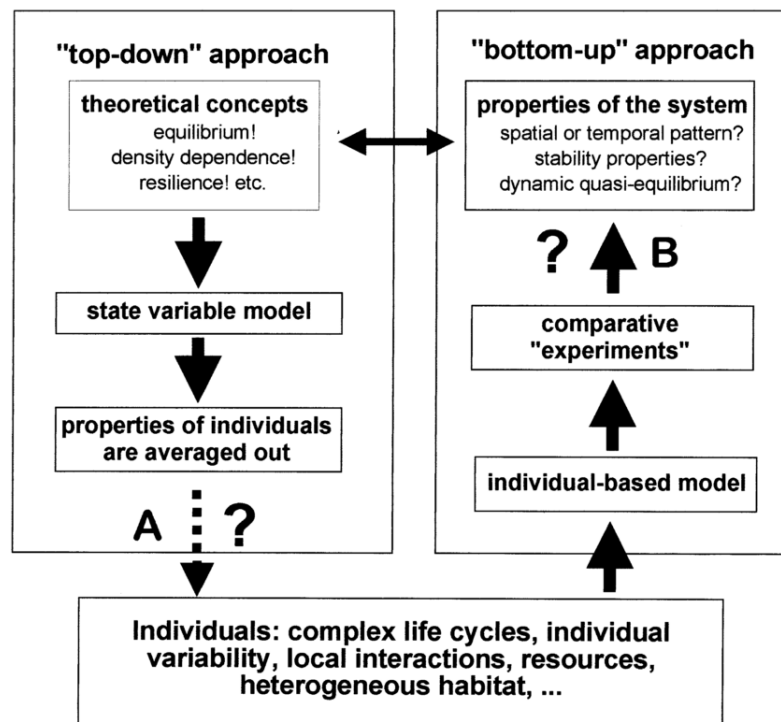 "top-down" approach
theoretical concepts
equilibrium!
density dependence!
resilience! etc.
state variable model
properties of individuals
are averaged out
A
?
"bottom-up" approach
properties of the system
spatial or temporal pattern?
stability properties?
dynamic quasi-equilibrium?
?
B
comparative
"experiments"
individual-based model
Individuals: complex life cycles, individual
variability, local interactions, resources,
heterogeneous habitat, ...